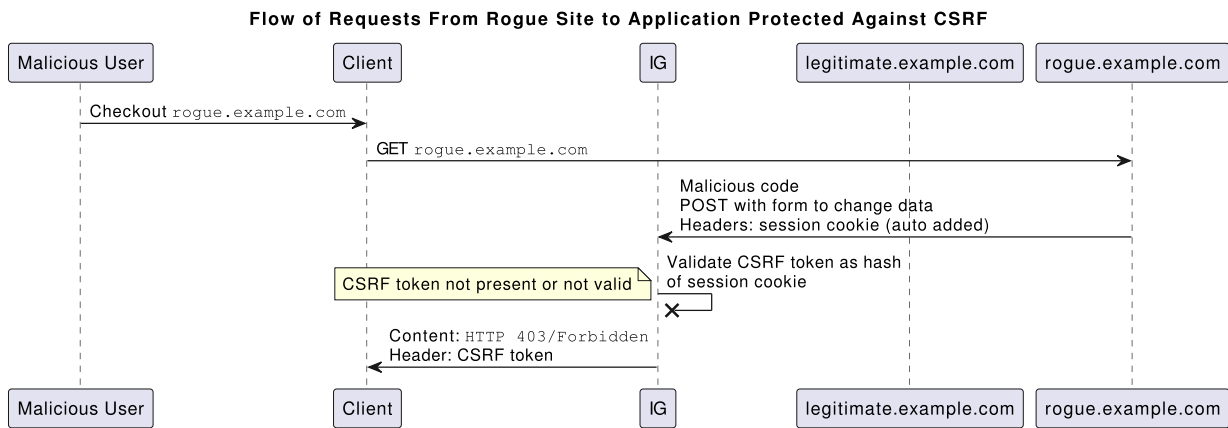 Flow of Requests From Rogue Site to Application Protected Against CSRF
Malicious User
Client
IG
legitimate.example.com
rogue.example.com
Checkout rogue.example.com
GET rogue.example.com
Malicious code
POST with form to change data
Headers: session cookie (auto added)
Validate CSRF token as hash
of session cookie
CSRF token not present or not valid
Content: HTTP 403/Forbidden
Header: CSRF token
Malicious User
Client
IG
legitimate.example.com
rogue.example.com